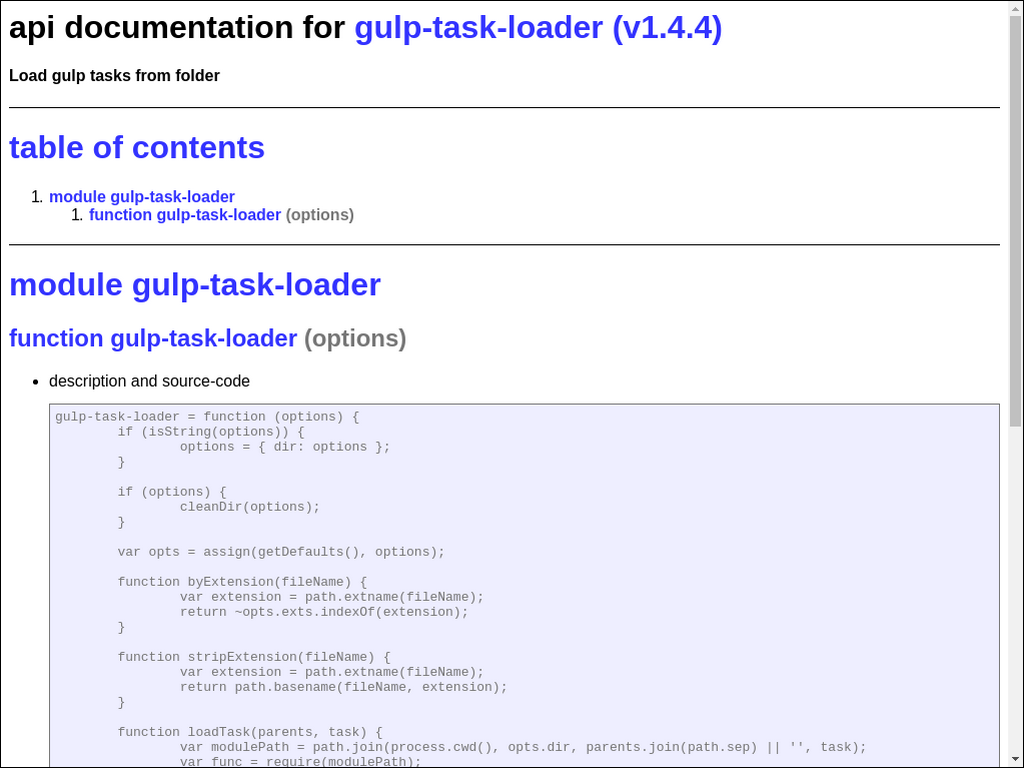 api documentation for gulp-task-loader (v1.4.4)
Load gulp tasks from folder
table of contents
1. module gulp-task-loader
1. function gulp-task-loader (options)
module gulp-task-loader
function gulp-task-loader (options)
• description and source-code
gulp-task-loader = function (options) {
        if (isString(options)) {
                options = { dir: options };
        }

        if (options) {
                cleanDir(options);
        }

        var opts = assign(getDefaults(), options);

        function byExtension(fileName) {
                var extension = path.extname(fileName);
                return ~opts.exts.indexOf(extension);
        }

        function stripExtension(fileName) {
                var extension = path.extname(fileName);
                return path.basename(fileName, extension);
        }

        function loadTask(parents, task) {
                var modulePath = path.join(process.cwd(), opts.dir, parents.join(path.sep) || '', task);
                var func = require(modulePath);